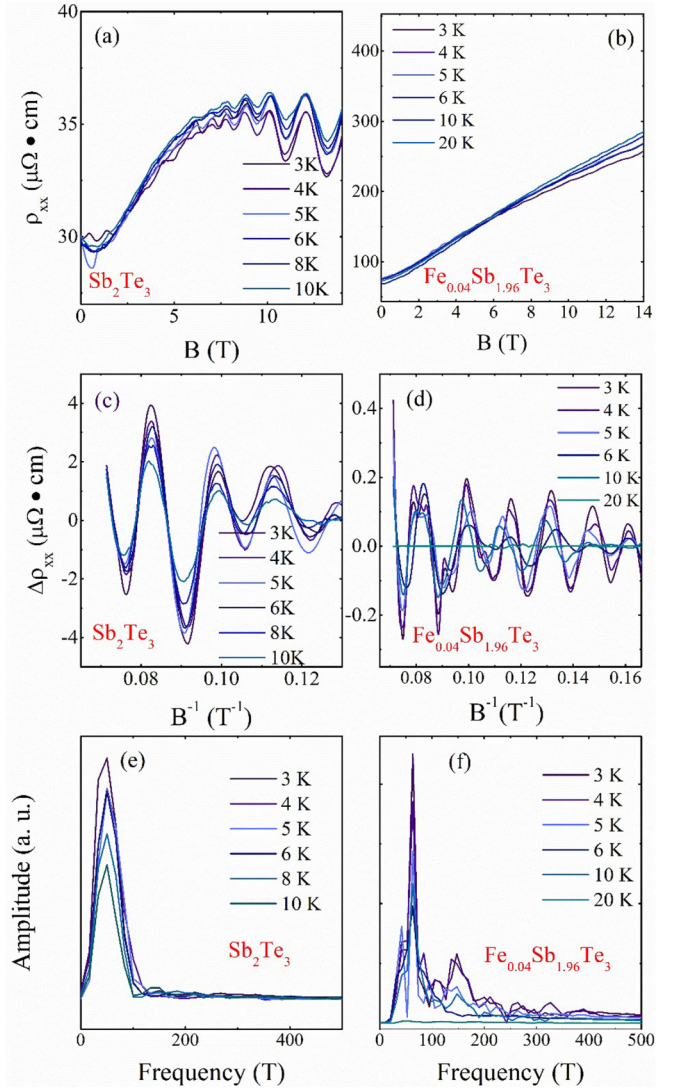 (a)
40
35
30
ρxx (μΩ • cm)
0 5 10
B (T)
3K
4K
5K
6K
8K
10K
Sb2Te3
(b)
400
300
200
100
0 2 4 6 8 10 12 14
B (T)
3 K
4 K
5 K
6 K
10 K
20 K
Fe0.04Sb1.96Te3
(c)
4
2
0
-2
-4
Δρxx (μΩ • cm)
0.08 0.10 0.12
B-1 (T-1)
3K
4K
5K
6K
8K
10K
Sb2Te3
(d)
0.4
0.2
0.0
-0.2
0.08 0.10 0.12 0.14 0.16
B-1(T-1)
3 K
4 K
5 K
6 K
10 K
20 K
Fe0.04Sb1.96Te3
(e)
Amplitude (a. u.)
0 200 400
Frequency (T)
3 K
4 K
5 K
6 K
8 K
10 K
Sb2Te3
(f)
0 100 200 300 400 500
Frequency (T)
3 K
4 K
5 K
6 K
10 K
20 K
Fe0.04Sb1.96Te3